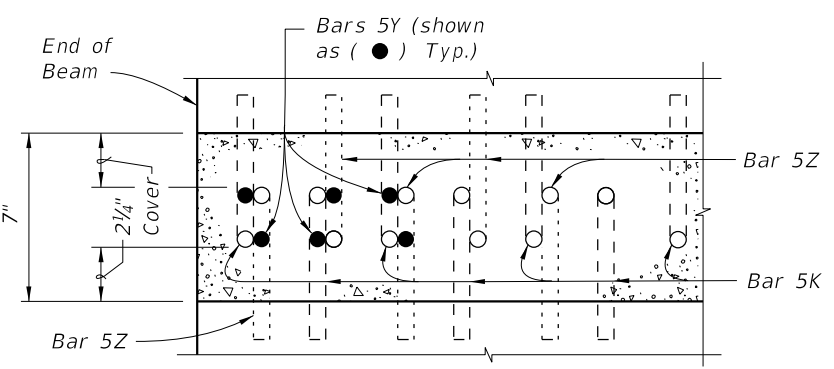 Bars 5Y (shown
as ( ● ) Typ.)
End of
Beam
Bar 5Z
7"
2¼"
Cover
Bar 5K
Bar 5Z